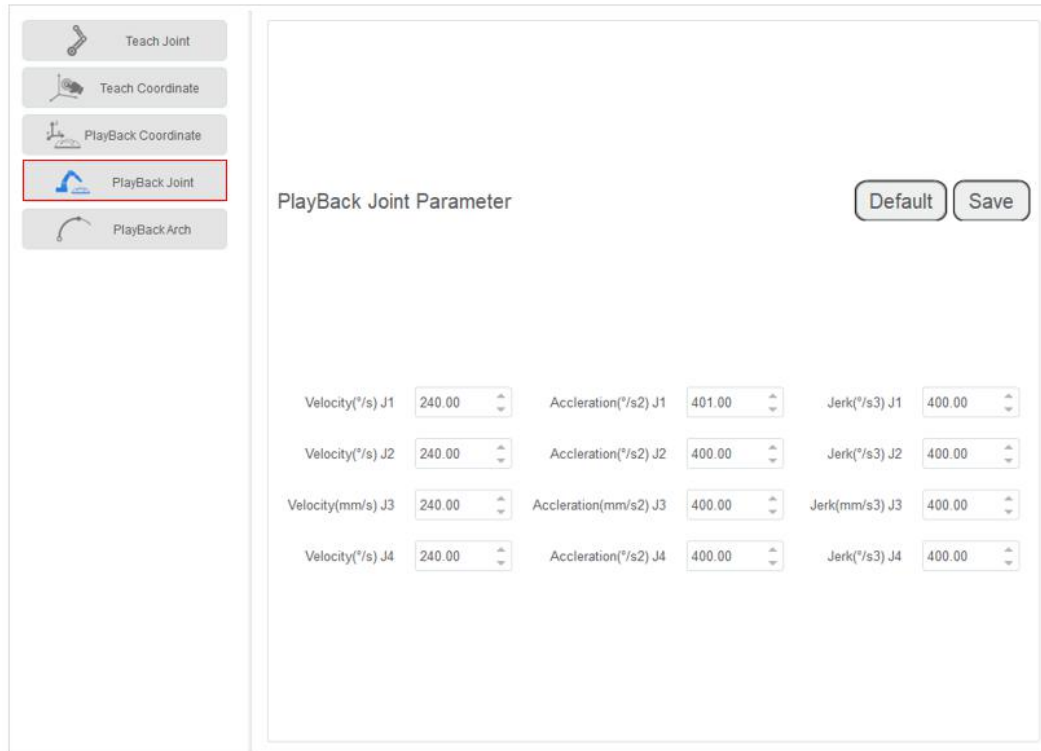 Teach Joint
Teach Coordinate
PlayBack Coordinate
PlayBack Joint
PlayBack Arch
PlayBack Joint Parameter
Default
Save
Velocity(°/s) J1 240.00 Accleration(°/s2) J1 401.00 Jerk(°/s3) J1 400.00
Velocity(°/s) J2 240.00 Accleration(°/s2) J2 400.00 Jerk(°/s3) J2 400.00
Velocity(mm/s) J3 240.00 Accleration(mm/s2) J3 400.00 Jerk(mm/s3) J3 400.00
Velocity(°/s) J4 240.00 Accleration(°/s2) J4 400.00 Jerk(°/s3) J4 400.00